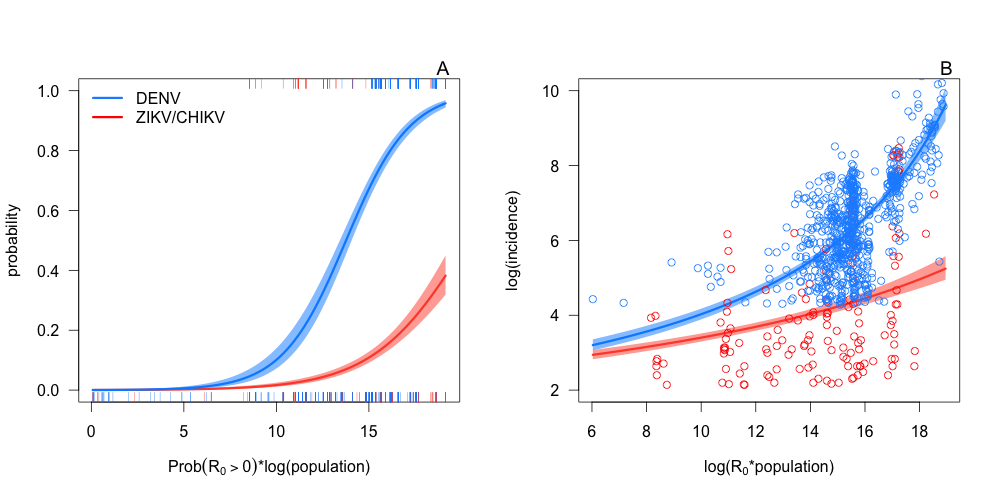 A
1.0
0.8
0.6
0.4
0.2
0.0
probability
DENV
ZIKV/CHIKV
0 5 10 15
Prob(R₀ > 0)*log(population)
B
10
8
6
4
2
log(incidence)
6 8 10 12 14 16 18
log(R₀*population)